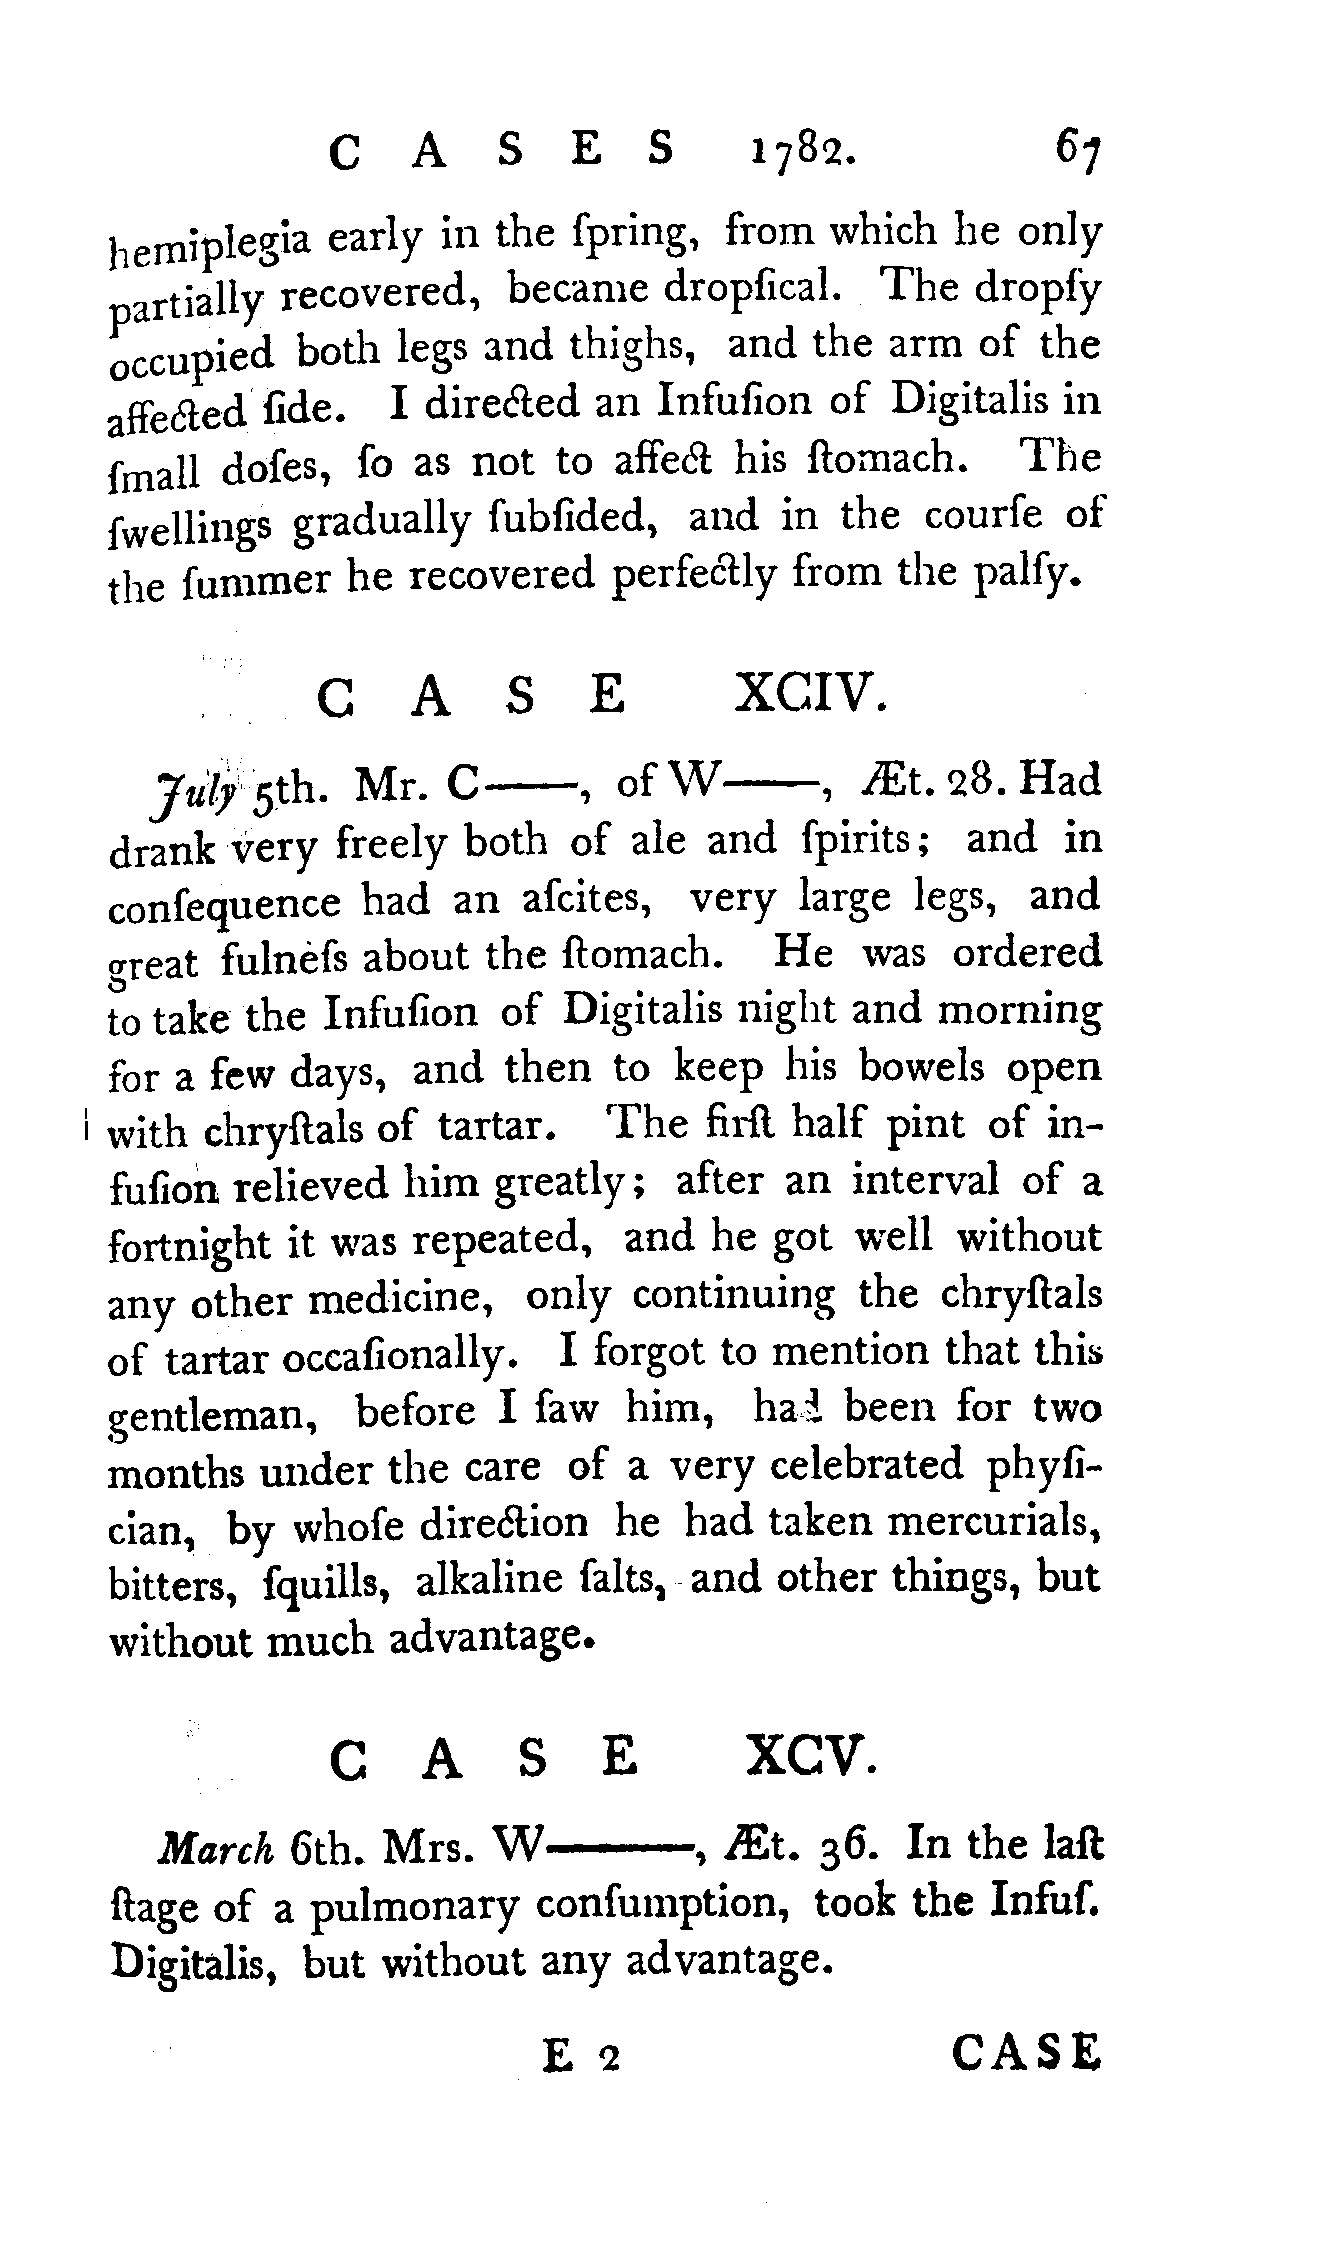 C A S E S 1782. 67
hemiplegia early in the ſpring, from which he only
partially recovered, became dropſical. The dropſy
occupied both legs and thighs, and the arm of the
affected ſide. I directed an Infuſion of Digitalis in
ſmall doſes, ſo as not to affect his ſtomach. The
ſwellings gradually ſubſided, and in the courſe of
the ſummer he recovered perfectly from the palſy.
C A S E XCIV.
July 5th. Mr. C——, of W——, Æt. 28. Had
drank very freely both of ale and ſpirits; and in
conſequence had an aſcites, very large legs, and
great fulneſs about the ſtomach. He was ordered
to take the Infuſion of Digitalis night and morning
for a few days, and then to keep his bowels open
with chryſtals of tartar. The firſt half pint of in-
fuſion relieved him greatly; after an interval of a
fortnight it was repeated, and he got well without
any other medicine, only continuing the chryſtals
of tartar occaſionally. I forgot to mention that this
gentleman, before I ſaw him, had been for two
months under the care of a very celebrated phyſi-
cian, by whoſe direction he had taken mercurials,
bitters, ſquills, alkaline ſalts, and other things, but
without much advantage.
C A S E XCV.
March 6th. Mrs. W———, Æt. 36. In the laſt
ſtage of a pulmonary conſumption, took the Infuſ.
Digitalis, but without any advantage.
E 2 CASE